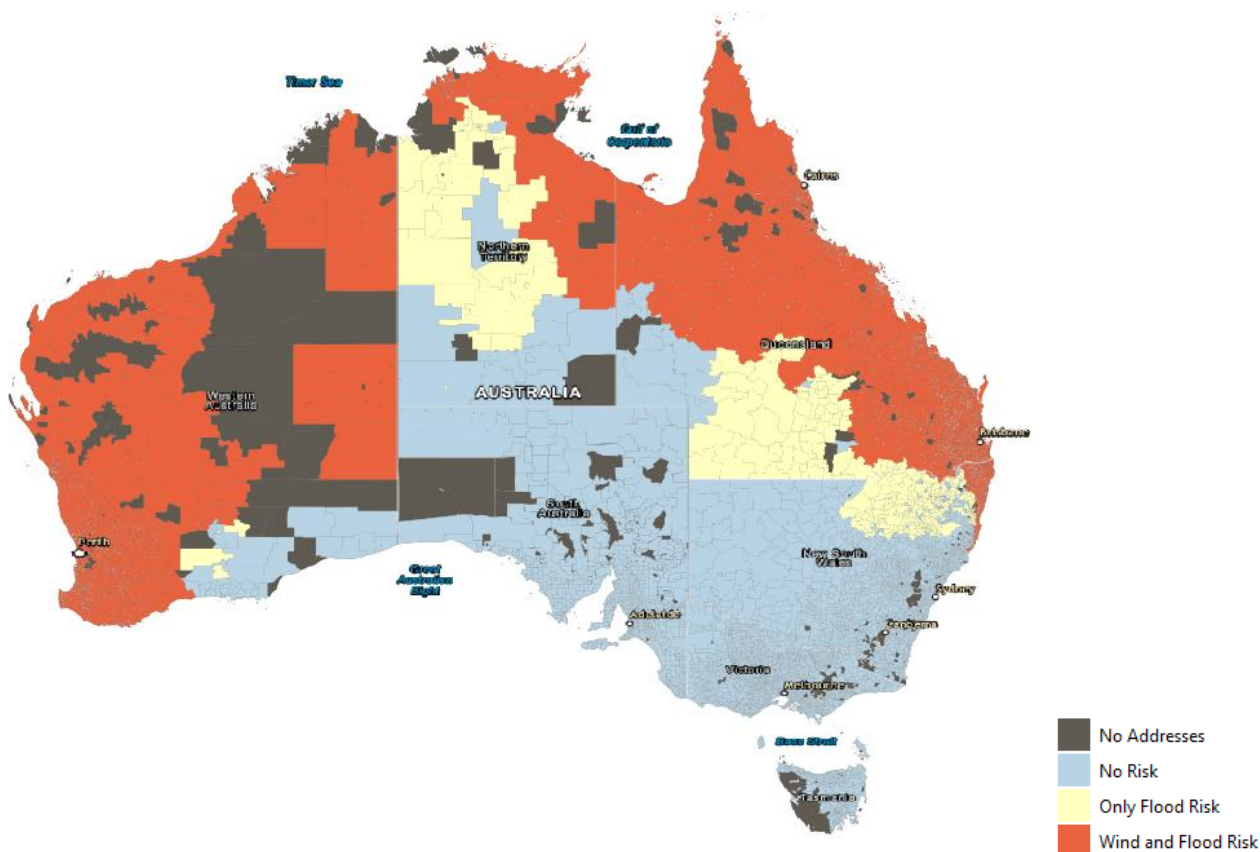 Timor Sea
Gulf of
Carpentaria
Cairns
Northern
Territory
Queensland
AUSTRALIA
Western
Australia
Brisbane
South
Australia
Perth
New South
Wales
Great
Australian
Bight
Sydney
Adelaide
Canberra
Victoria
Melbourne
Bass Strait
Tasmania
No Addresses
No Risk
Only Flood Risk
Wind and Flood Risk